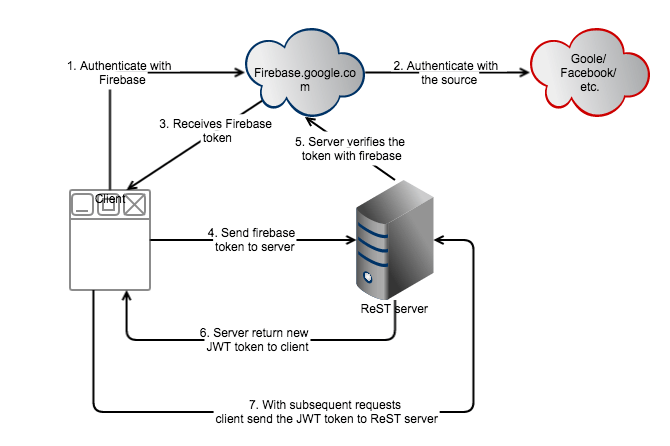 1. Authenticate with
Firebase
Firebase.google.co
m
2. Authenticate with
the source
Goole/
Facebook/
etc.
3. Receives Firebase
token
5. Server verifies the
token with firebase
Client
4. Send firebase
token to server
ReST server
6. Server return new
JWT token to client
7. With subsequent requests
client send the JWT token to ReST server